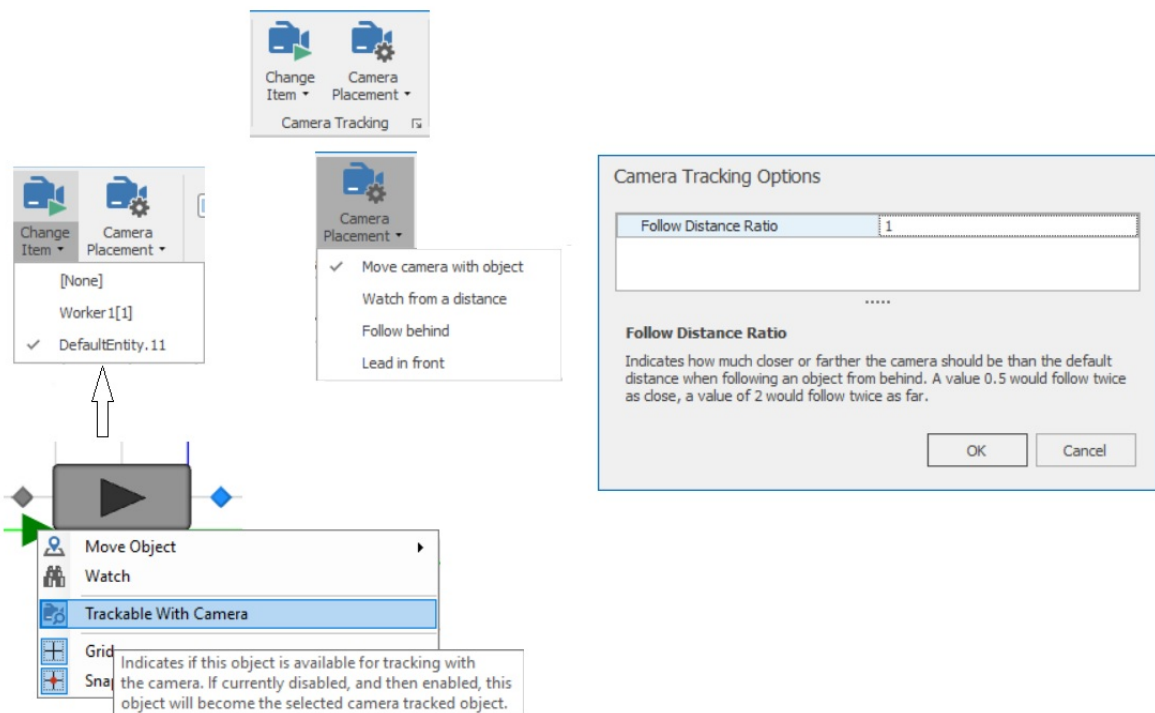 Change Item
Camera Placement
Camera Tracking
Change Item
Camera Placement
[None]
Worker1[1]
DefaultEntity.11
Camera Placement
Move camera with object
Watch from a distance
Follow behind
Lead in front
Camera Tracking Options
Follow Distance Ratio 1
Follow Distance Ratio
Indicates how much closer or farther the camera should be than the default
distance when following an object from behind. A value 0.5 would follow twice
as close, a value of 2 would follow twice as far.
OK Cancel
Move Object
Watch
Trackable With Camera
Grid
Snap
Indicates if this object is available for tracking with
the camera. If currently disabled, and then enabled, this
object will become the selected camera tracked object.